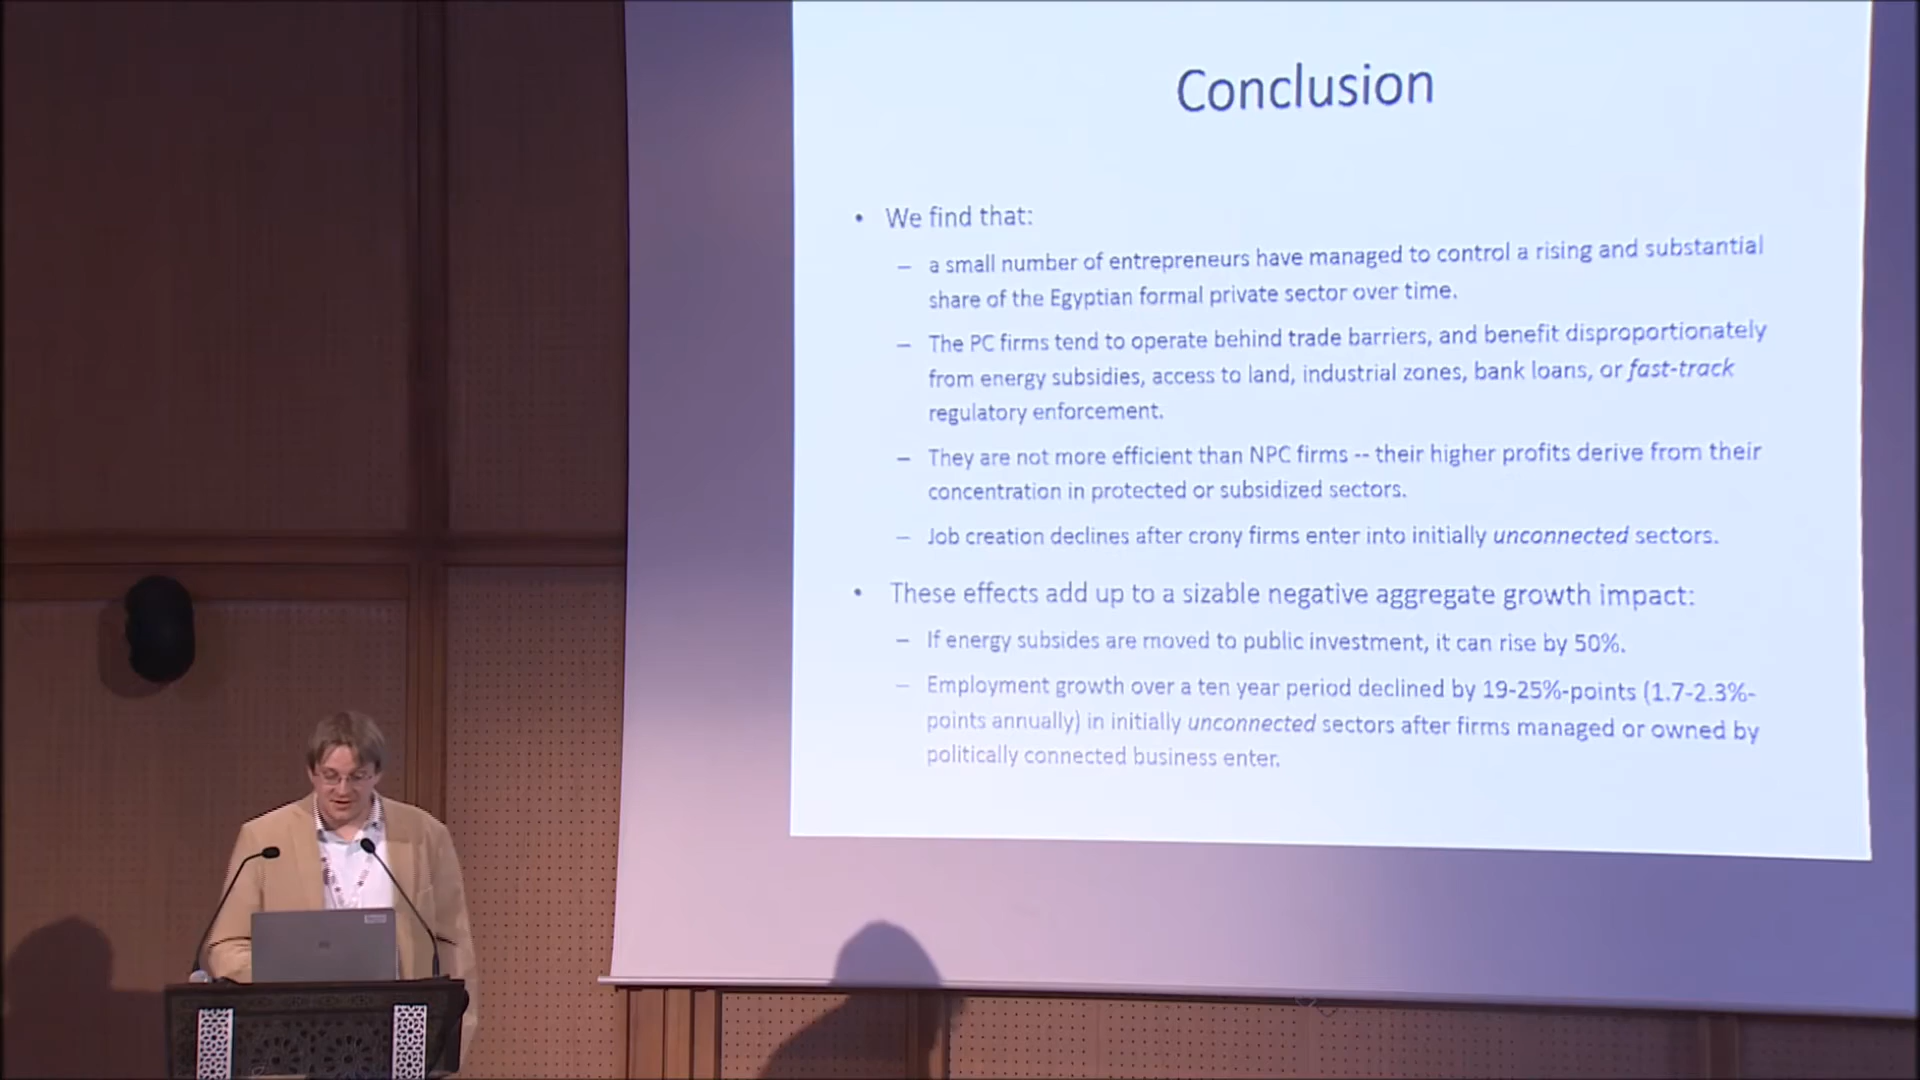 Conclusion
• We find that:
– a small number of entrepreneurs have managed to control a rising and substantial
share of the Egyptian formal private sector over time.
– The PC firms tend to operate behind trade barriers, and benefit disproportionately
from energy subsidies, access to land, industrial zones, bank loans, or fast-track
regulatory enforcement.
– They are not more efficient than NPC firms -- their higher profits derive from their
concentration in protected or subsidized sectors.
– Job creation declines after crony firms enter into initially unconnected sectors.
• These effects add up to a sizable negative aggregate growth impact:
– If energy subsides are moved to public investment, it can rise by 50%.
– Employment growth over a ten year period declined by 19-25%-points (1.7-2.3%-
points annually) in initially unconnected sectors after firms managed or owned by
politically connected business enter.